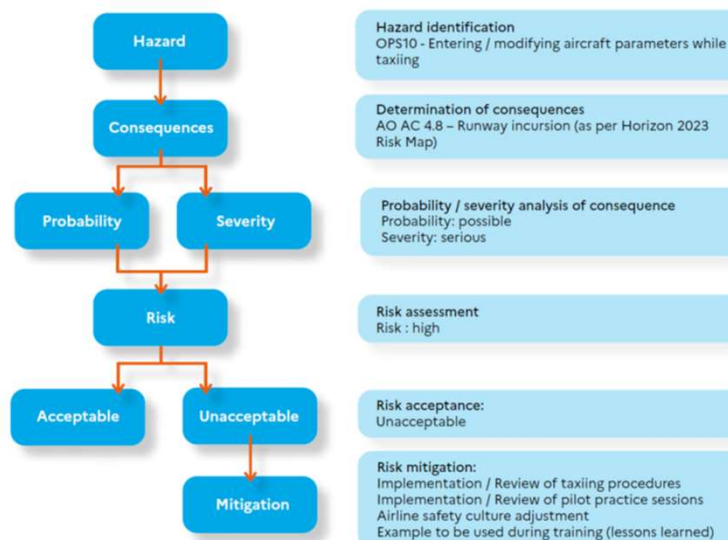 Hazard
Hazard identification
OPS10 - Entering / modifying aircraft parameters while
taxiing
Consequences
Determination of consequences
AO AC 4.8 – Runway incursion (as per Horizon 2023
Risk Map)
Probability
Severity
Probability / severity analysis of consequence
Probability: possible
Severity: serious
Risk
Risk assessment
Risk : high
Acceptable
Unacceptable
Risk acceptance:
Unacceptable
Mitigation
Risk mitigation:
Implementation / Review of taxiing procedures
Implementation / Review of pilot practice sessions
Airline safety culture adjustment
Example to be used during training (lessons learned)